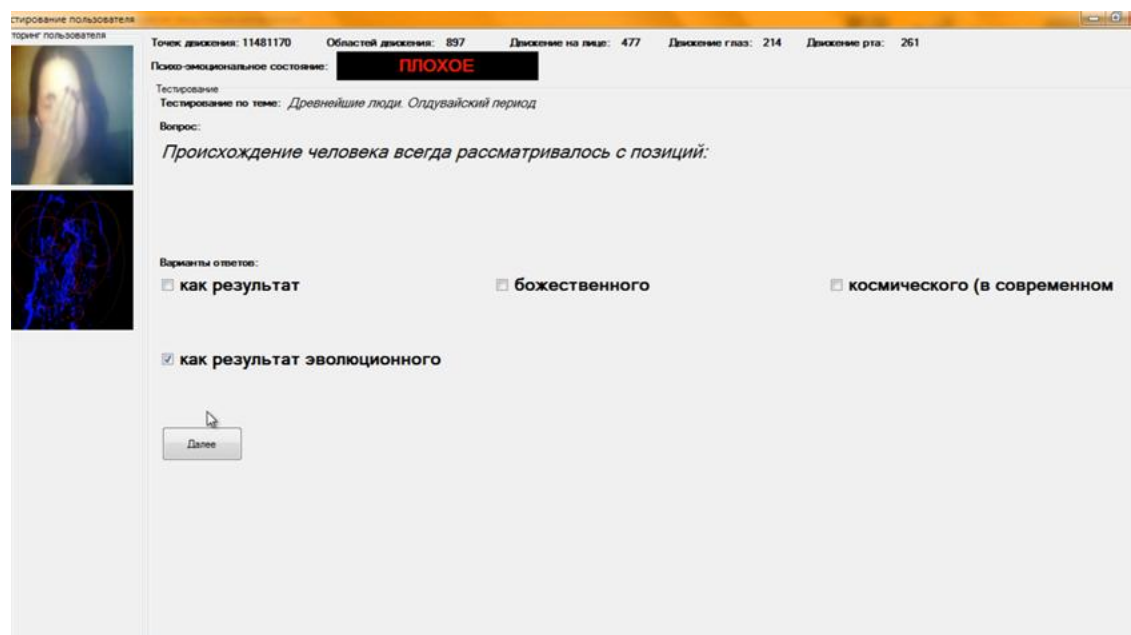 стирование пользователя
торинг пользователя
Точек движения: 11481170 Областей движения: 897 Движение на лице: 477 Движение глаз: 214 Движение рта: 261
Психо-эмоциональное состояние: ПЛОХОЕ
Тестирование
Тестирование по теме: Древнейшие люди. Олдувайский период
Вопрос:
Происхождение человека всегда рассматривалось с позиций:
Варианты ответов:
как результат божественного космического (в современном
как результат эволюционного
Далее